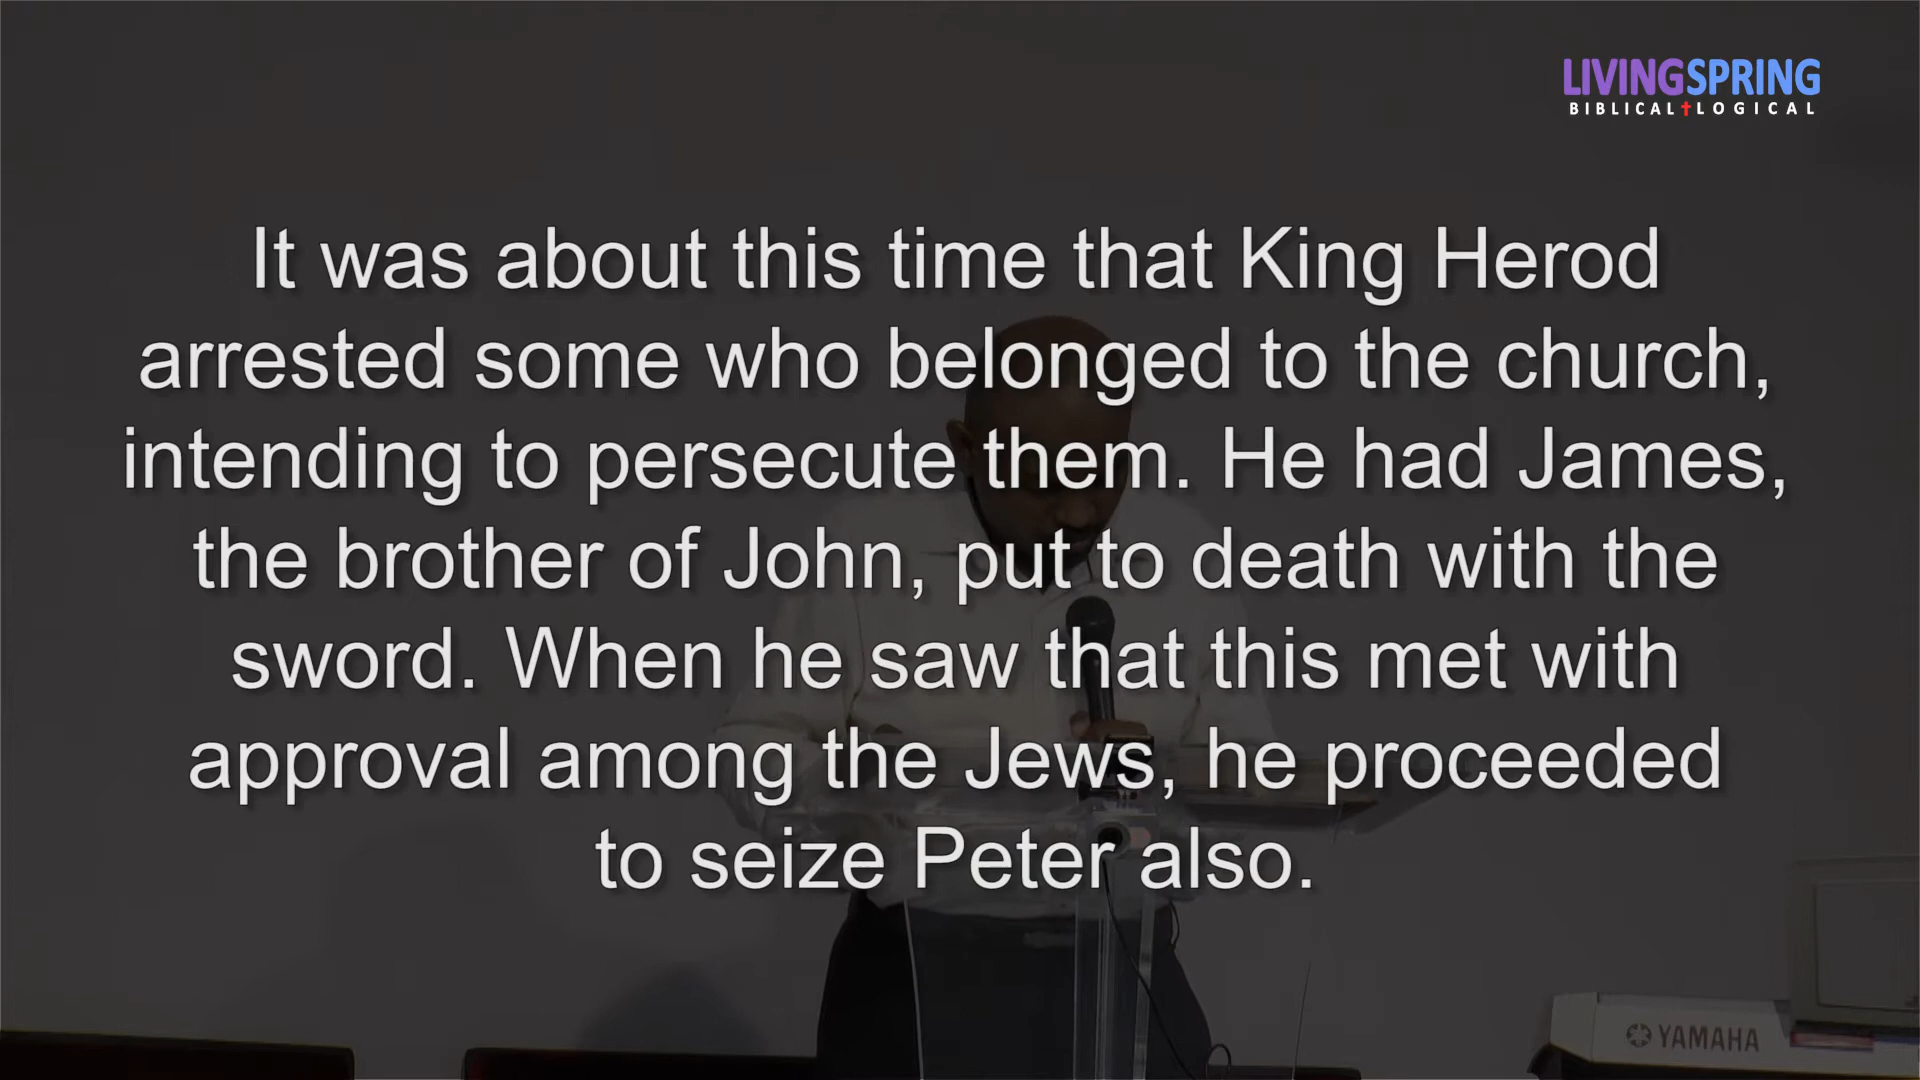 LIVINGSPRING
BIBLICAL✝LOGICAL
It was about this time that King Herod
arrested some who belonged to the church,
intending to persecute them. He had James,
the brother of John, put to death with the
sword. When he saw that this met with
approval among the Jews, he proceeded
to seize Peter also.
YAMAHA